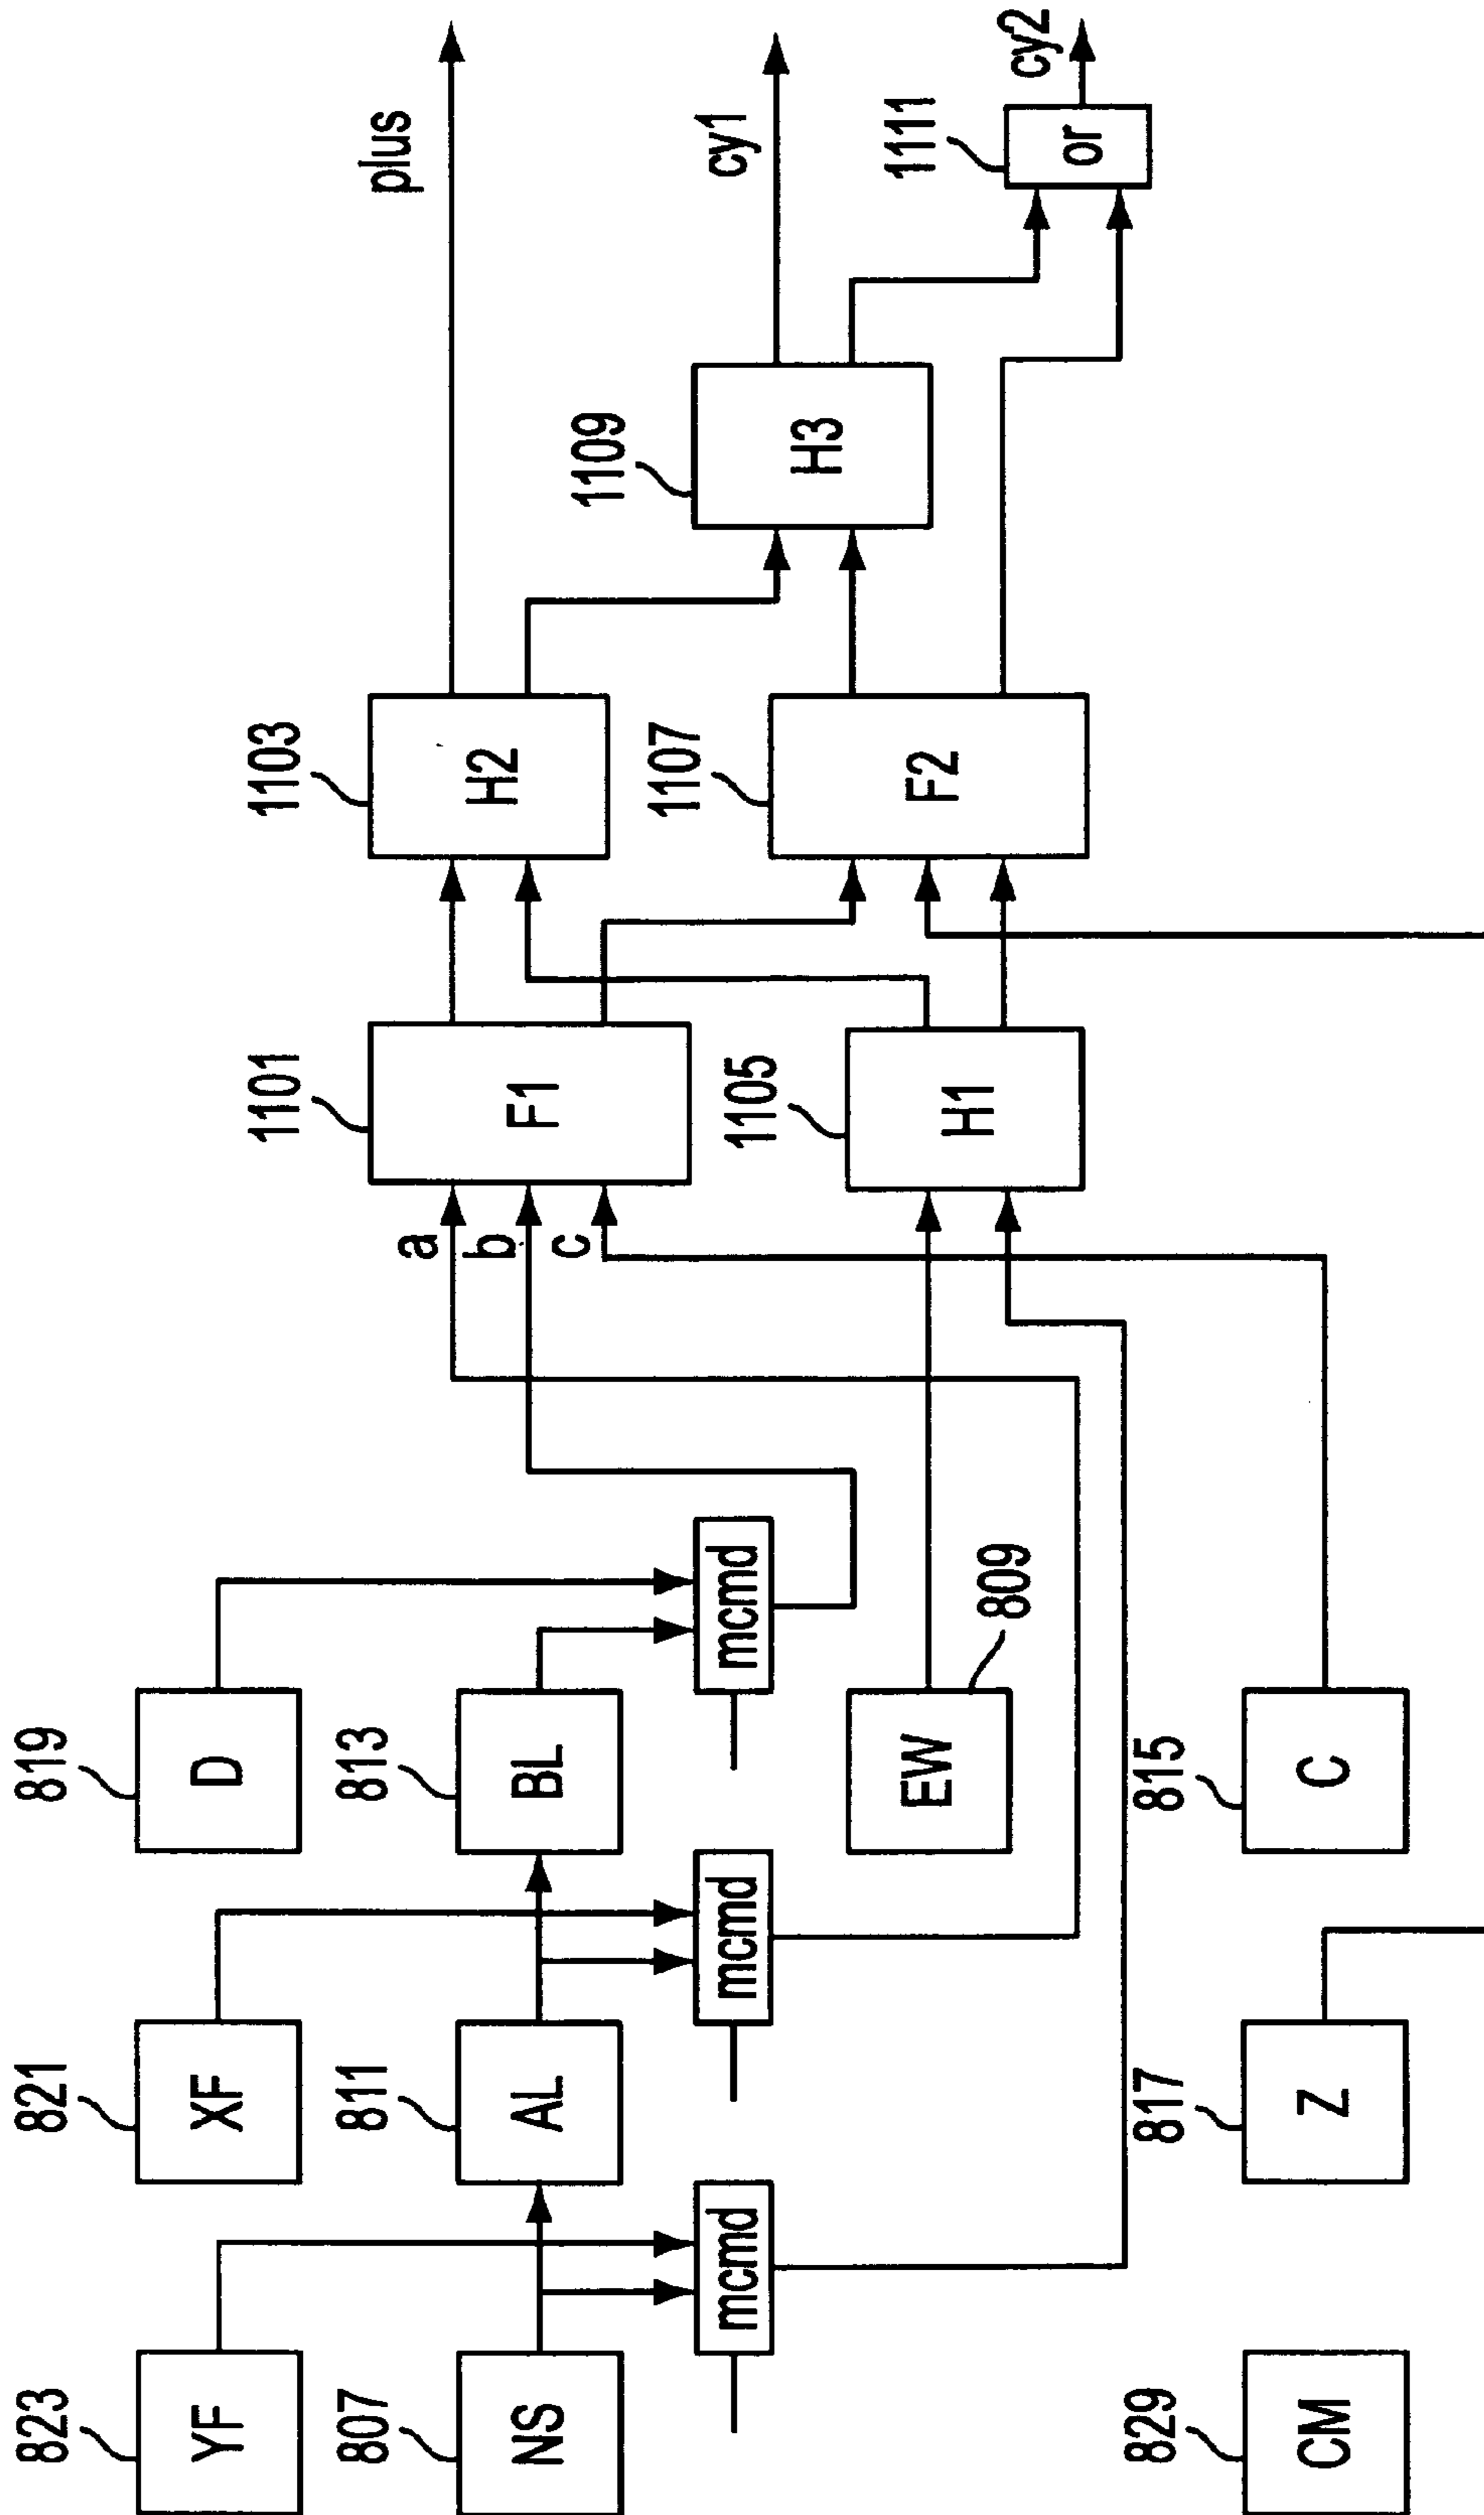 823
YF
821
XF
819
D
807
NS
811
AL
813
BL
mcmd
mcmd
mcmd
EW
809
829
CM
817
Z
815
C
a
b
c
1101
F1
1105
H1
1103
H2
1107
F2
1109
H3
plus
cy1
1111
or
cy2